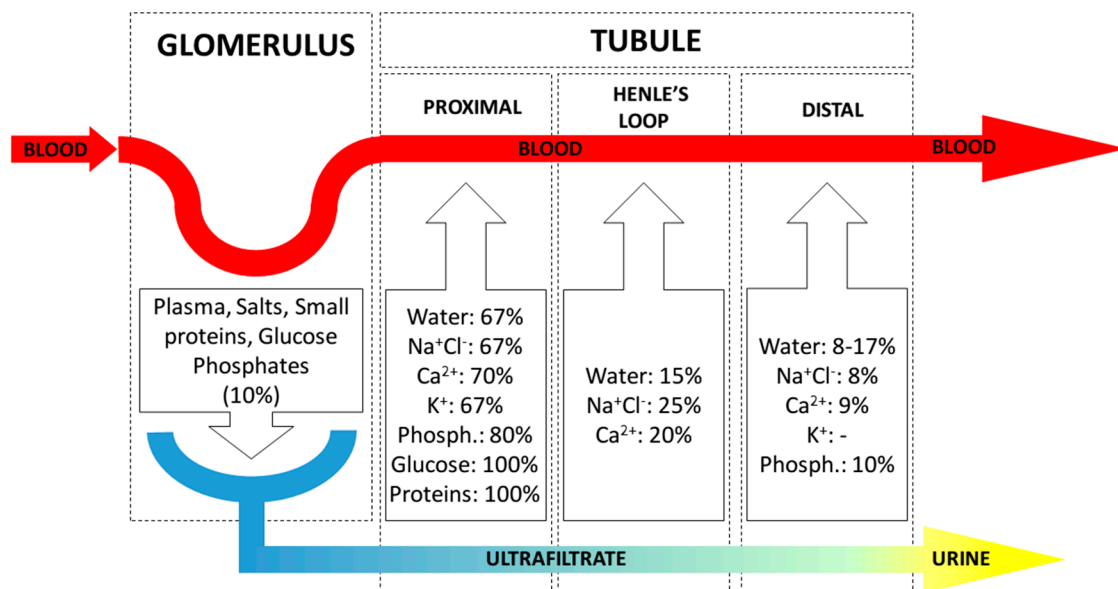 GLOMERULUS
TUBULE
PROXIMAL
HENLE'S
LOOP
DISTAL
BLOOD
BLOOD
BLOOD
Plasma, Salts, Small
proteins, Glucose
Phosphates
(10%)
Water: 67%
Na⁺Cl⁻: 67%
Ca²⁺: 70%
K⁺: 67%
Phosph.: 80%
Glucose: 100%
Proteins: 100%
Water: 15%
Na⁺Cl⁻: 25%
Ca²⁺: 20%
Water: 8-17%
Na⁺Cl⁻: 8%
Ca²⁺: 9%
K⁺: -
Phosph.: 10%
ULTRAFILTRATE
URINE